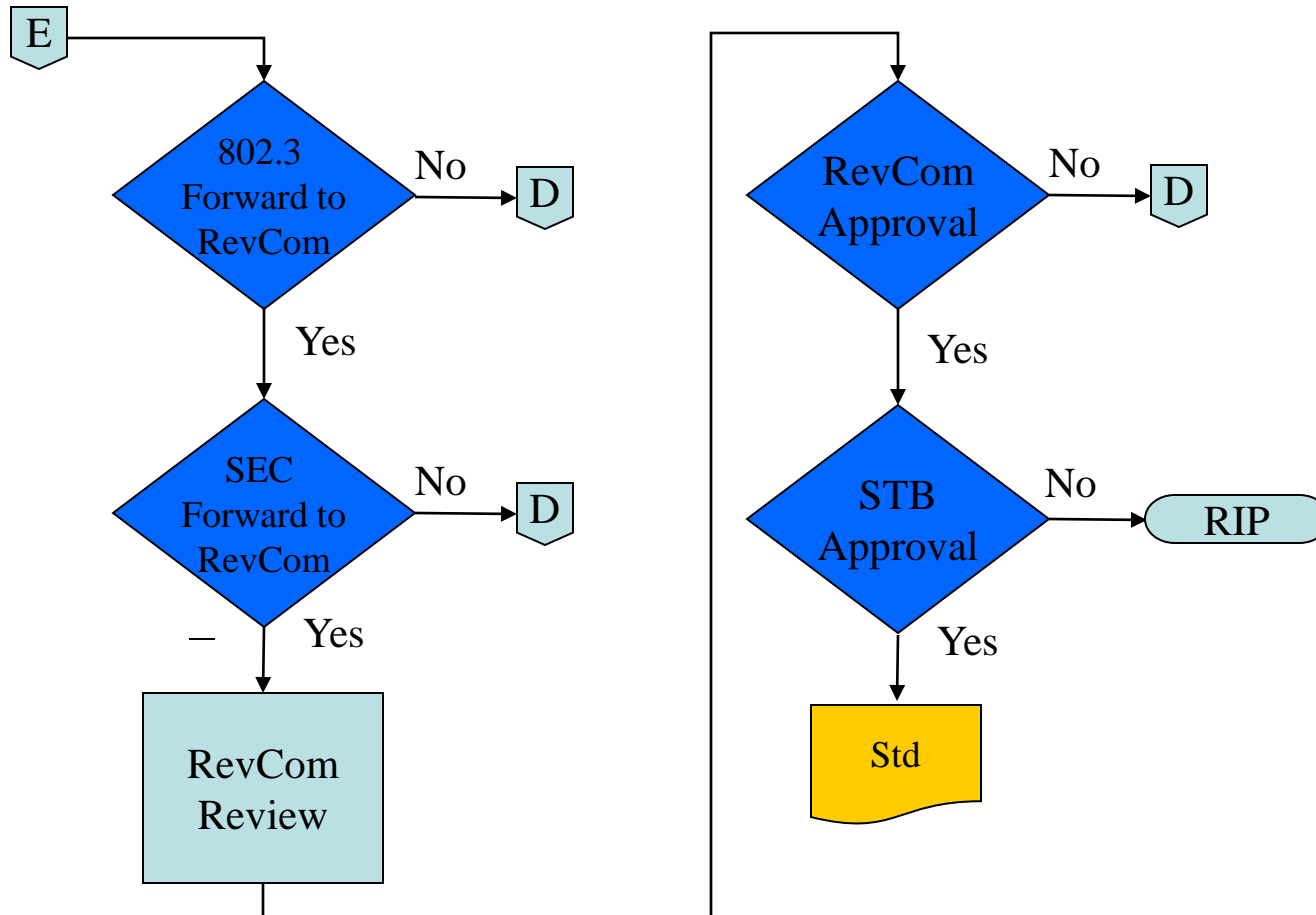 E
802.3
Forward to
RevCom
No
D
Yes
SEC
Forward to
RevCom
No
D
Yes
RevCom
Review
RevCom
Approval
No
D
Yes
STB
Approval
No
RIP
Yes
Std